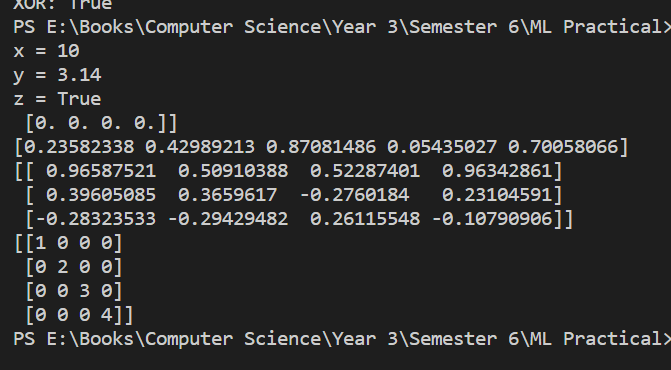 XOR: True
PS E:\Books\Computer Science\Year 3\Semester 6\ML Practical>
x = 10
y = 3.14
z = True
 [0. 0. 0. 0.]]
[0.23582338 0.42989213 0.87081486 0.05435027 0.70058066]
[[ 0.96587521  0.50910388  0.52287401  0.96342861]
 [ 0.39605085  0.3659617  -0.2760184   0.23104591]
 [-0.28323533 -0.29429482  0.26115548 -0.10790906]]
[[1 0 0 0]
 [0 2 0 0]
 [0 0 3 0]
 [0 0 0 4]]
PS E:\Books\Computer Science\Year 3\Semester 6\ML Practical>